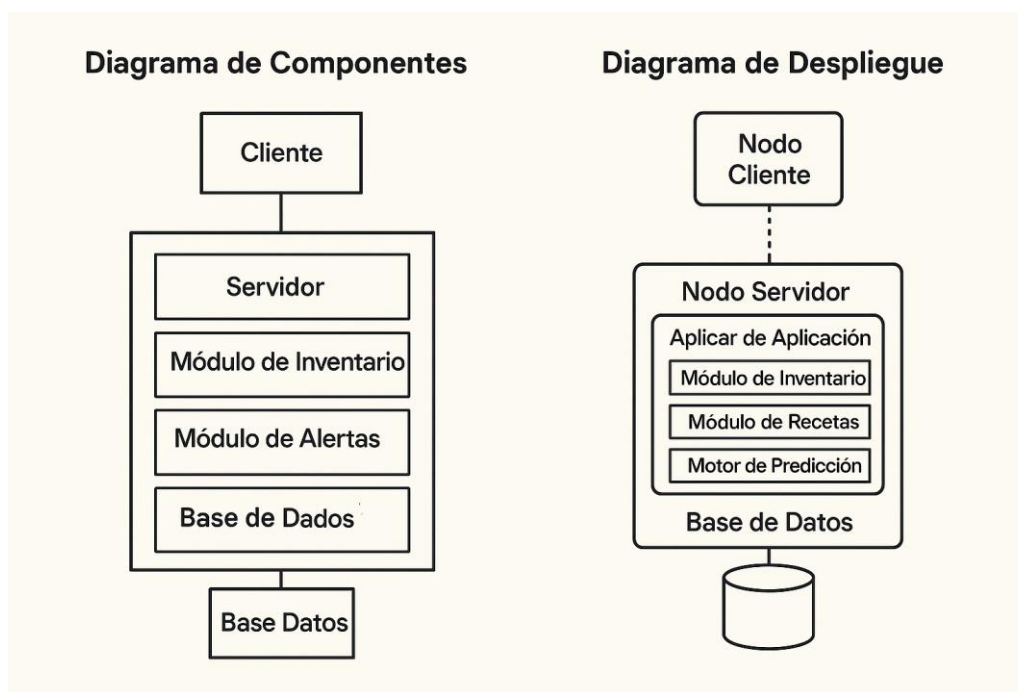 Diagrama de Componentes
Cliente
Servidor
Módulo de Inventario
Módulo de Alertas
Base de Dados
Base Datos
Diagrama de Despliegue
Nodo
Cliente
Nodo Servidor
Aplicar de Aplicación
Módulo de Inventario
Módulo de Recetas
Motor de Predicción
Base de Datos